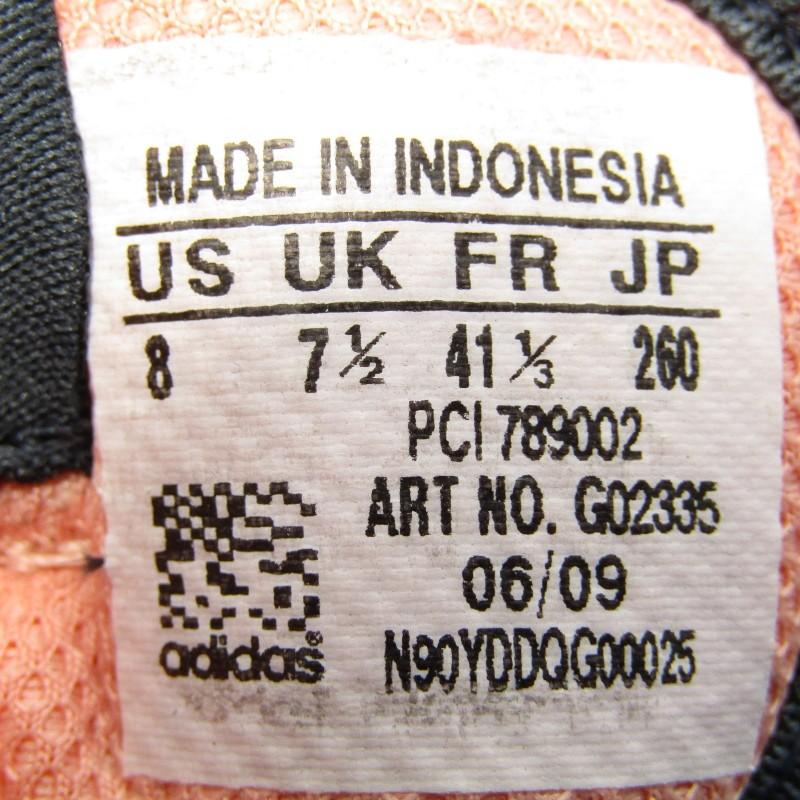 MADE IN INDONESIA
US UK FR JP
8 7½ 41⅓ 260
PCI 789002
ART NO. G02335
06/09
adidas® N90YDDQG00025